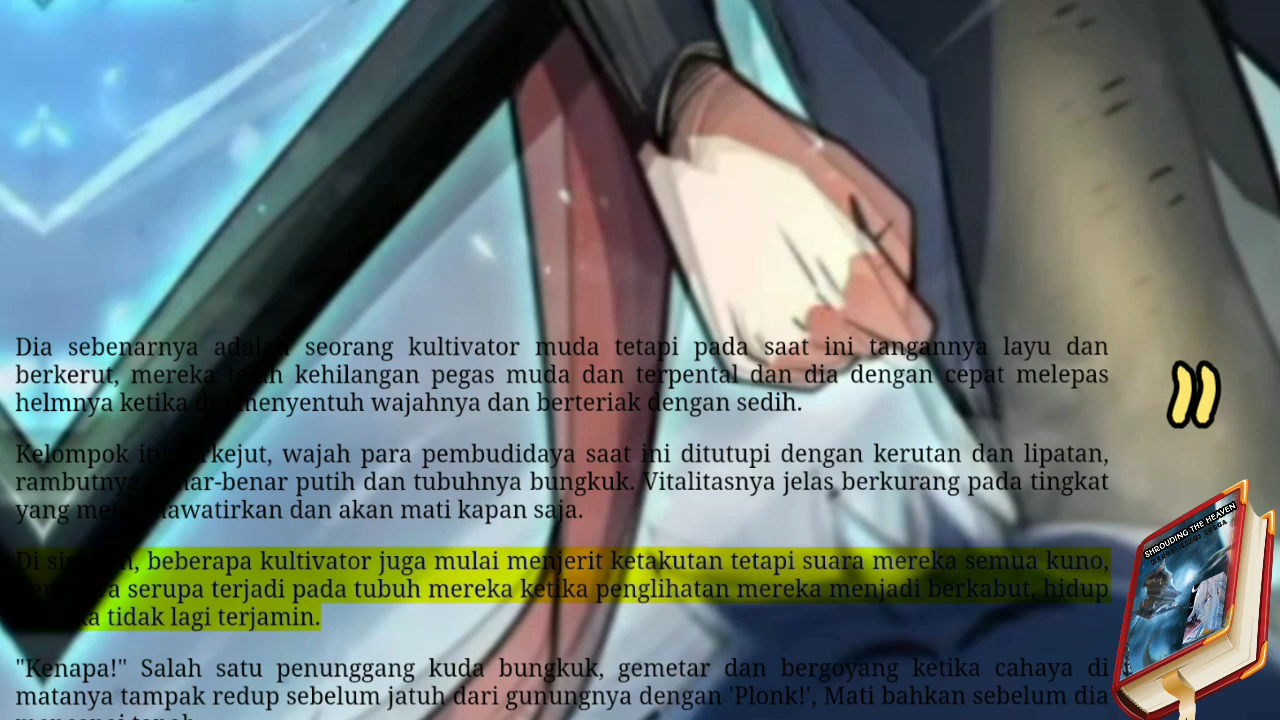 Dia sebenarnya adalah seorang kultivator muda tetapi pada saat ini tangannya layu dan
berkerut, mereka telah kehilangan pegas muda dan terpental dan dia dengan cepat melepas
helmnya ketika dia menyentuh wajahnya dan berteriak dengan sedih.
Kelompok itu terkejut, wajah para pembudidaya saat ini ditutupi dengan kerutan dan lipatan,
rambutnya benar-benar putih dan tubuhnya bungkuk. Vitalitasnya jelas berkurang pada tingkat
yang mengkhawatirkan dan akan mati kapan saja.
Di sisi lain, beberapa kultivator juga mulai menjerit ketakutan tetapi suara mereka semua kuno,
serupa terjadi pada tubuh mereka ketika penglihatan mereka menjadi berkabut, hidup
mereka tidak lagi terjamin.
"Kenapa!" Salah satu penunggang kuda bungkuk, gemetar dan bergoyang ketika cahaya di
matanya tampak redup sebelum jatuh dari gunungnya dengan 'Plonk!', Mati bahkan sebelum dia
SHROUDING THE HEAVEN